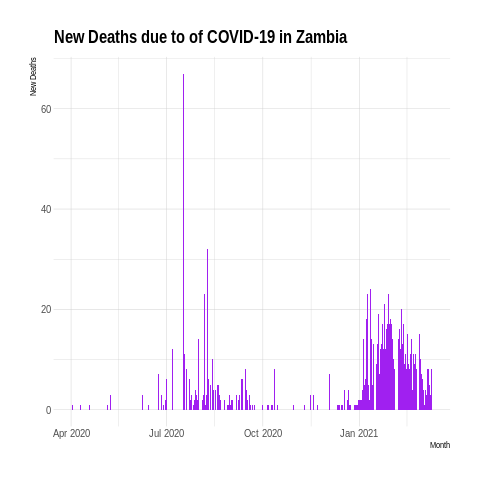 New Deaths due to of COVID-19 in Zambia
New Deaths
60
40
20
0
Apr 2020 Jul 2020 Oct 2020 Jan 2021
Month